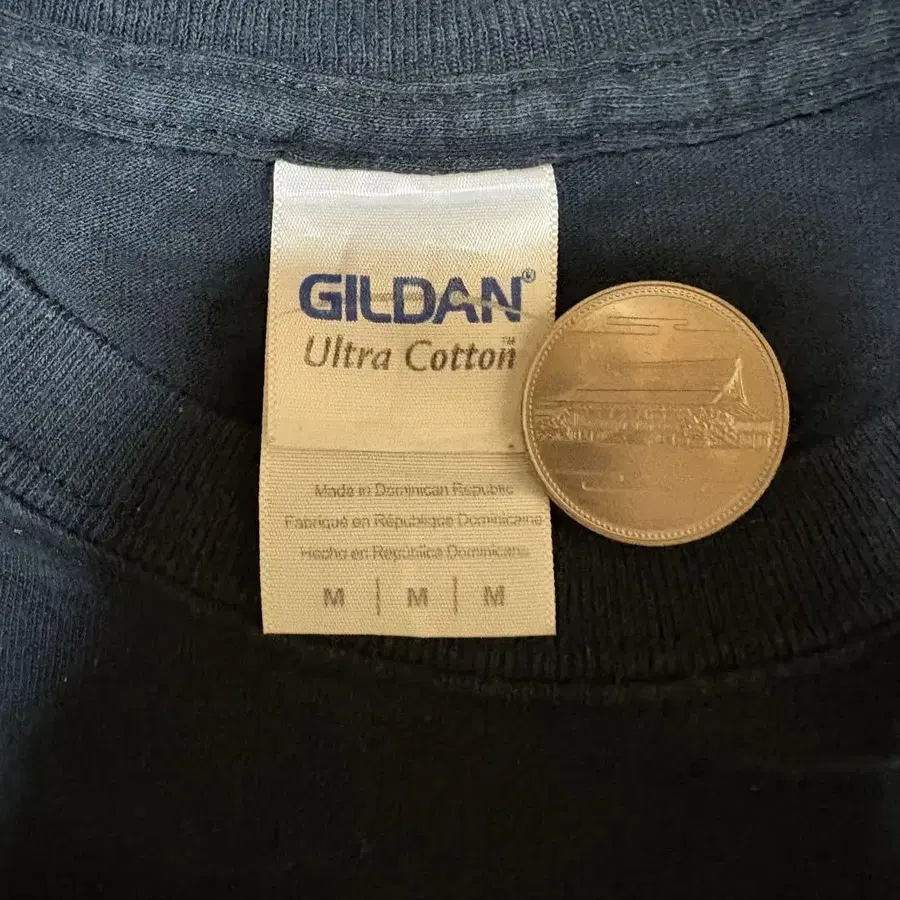 GILDAN®
Ultra Cotton™
Made in Dominican Republic
Fabriqué en République Dominicaine
Hecho en República Dominicana
M | M | M